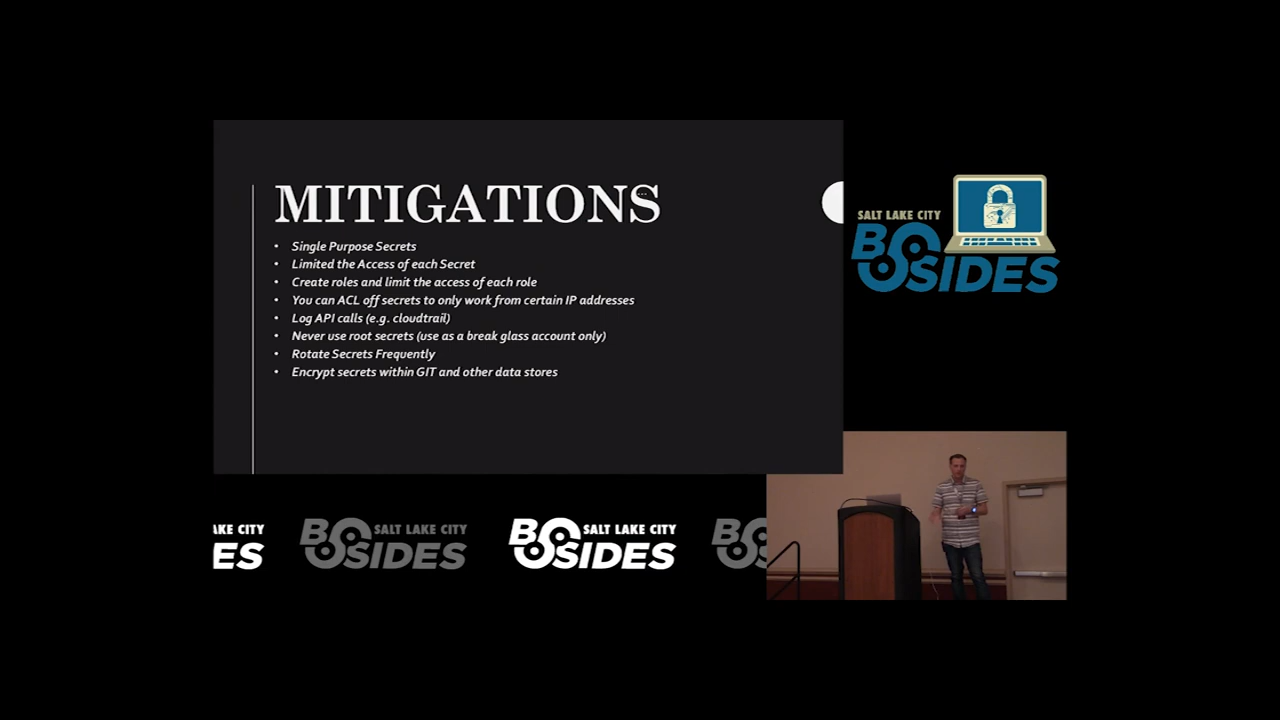 MITIGATIONS
• Single Purpose Secrets
• Limited the Access of each Secret
• Create roles and limit the access of each role
• You can ACL off secrets to only work from certain IP addresses
• Log API calls (e.g. cloudtrail)
• Never use root secrets (use as a break glass account only)
• Rotate Secrets Frequently
• Encrypt secrets within GIT and other data stores
SALT LAKE CITY
BSIDES
AKE CITY
ES
SALT LAKE CITY
BSIDES
SALT LAKE CITY
BSIDES
BS